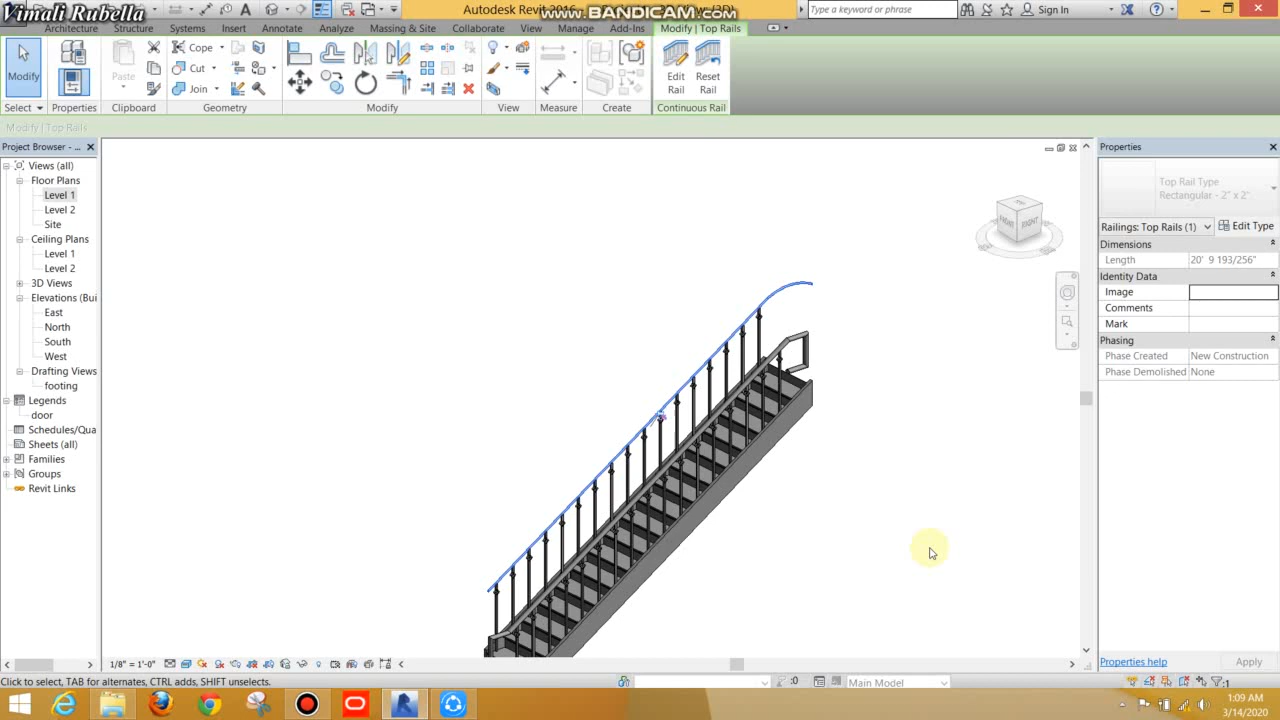 Vimali Rubella
Autodesk Revit 2016
www.BANDICAM.com
Type a keyword or phrase
Sign In
Architecture Structure Systems Insert Annotate Analyze Massing & Site Collaborate View Manage Add-Ins Modify | Top Rails
Modify
Paste
Cope
Cut
Join
Edit Rail
Reset Rail
Select Properties Clipboard Geometry Modify View Measure Create Continuous Rail
Modify | Top Rails
Project Browser - ...
Views (all)
Floor Plans
Level 1
Level 2
Site
Ceiling Plans
Level 1
Level 2
3D Views
Elevations (Bui
East
North
South
West
Drafting Views
footing
Legends
door
Schedules/Qua
Sheets (all)
Families
Groups
Revit Links
FRONT
Properties
Top Rail Type
Rectangular - 2" x 2"
Railings: Top Rails (1) Edit Type
Dimensions
Length 20' 9 193/256"
Identity Data
Image
Comments
Mark
Phasing
Phase Created New Construction
Phase Demolished None
Properties help Apply
1/8" = 1'-0"
Click to select, TAB for alternates, CTRL adds, SHIFT unselects.
:0
Main Model
:1
1:09 AM
3/14/2020